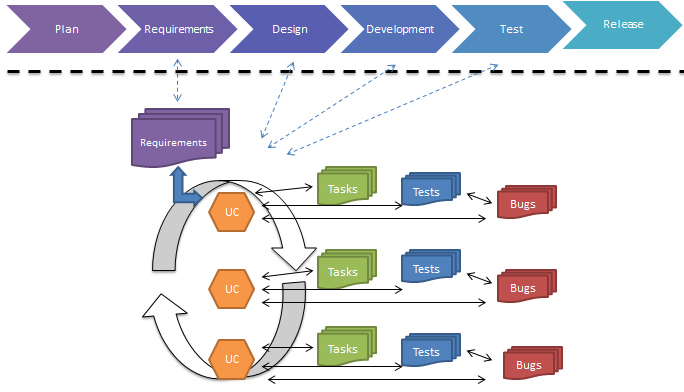 Plan
Requirements
Design
Development
Test
Release
Requirements
UC
Tasks
Tests
Bugs
UC
Tasks
Tests
Bugs
UC
Tasks
Tests
Bugs